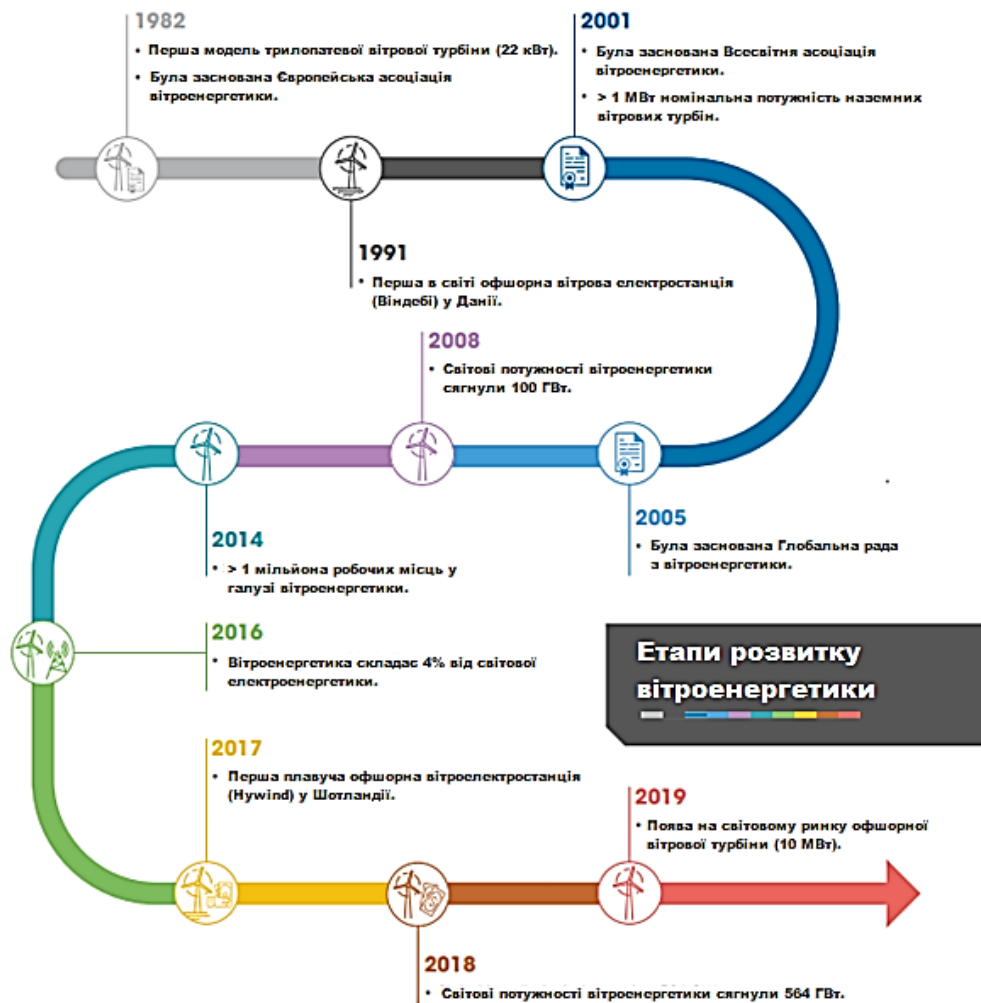 1982
• Перша модель трилопатевої вітрової турбіни (22 кВт).
• Була заснована Європейська асоціація
вітроенергетики.
2001
• Була заснована Всесвітня асоціація
вітроенергетики.
• > 1 МВт номінальна потужність наземних
вітрових турбін.
1991
• Перша в світі офшорна вітрова електростанція
(Віндебі) у Данії.
2008
• Світові потужності вітроенергетики
сягнули 100 ГВт.
2005
• Була заснована Глобальна рада
з вітроенергетики.
2014
• > 1 мільйона робочих місць у
галузі вітроенергетики.
2016
• Вітроенергетика складає 4% від світової
електроенергетики.
Етапи розвитку
вітроенергетики
2017
• Перша плавуча офшорна вітроелектростанція
(Hywind) у Шотландії.
2019
• Поява на світовому ринку офшорної
вітрової турбіни (10 МВт).
2018
• Світові потужності вітроенергетики сягнули 564 ГВт.